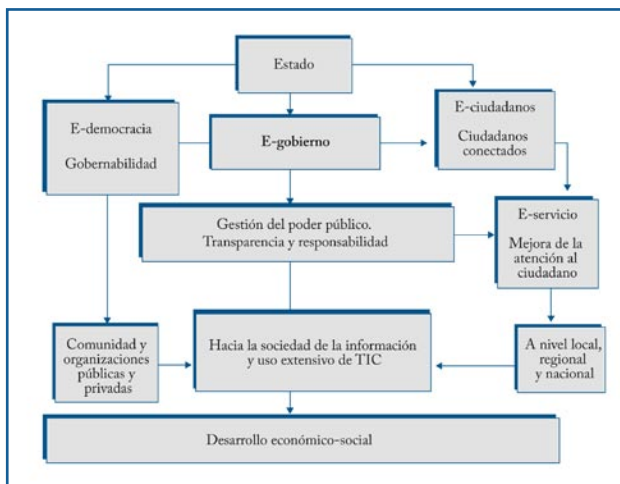 Estado
E-democracia
Gobernabilidad
E-gobierno
E-ciudadanos
Ciudadanos
conectados
Gestión del poder público.
Transparencia y responsabilidad
E-servicio
Mejora de la
atención al
ciudadano
Comunidad y
organizaciones
públicas y
privadas
Hacia la sociedad de la información
y uso extensivo de TIC
A nivel local,
regional
y nacional
Desarrollo económico-social